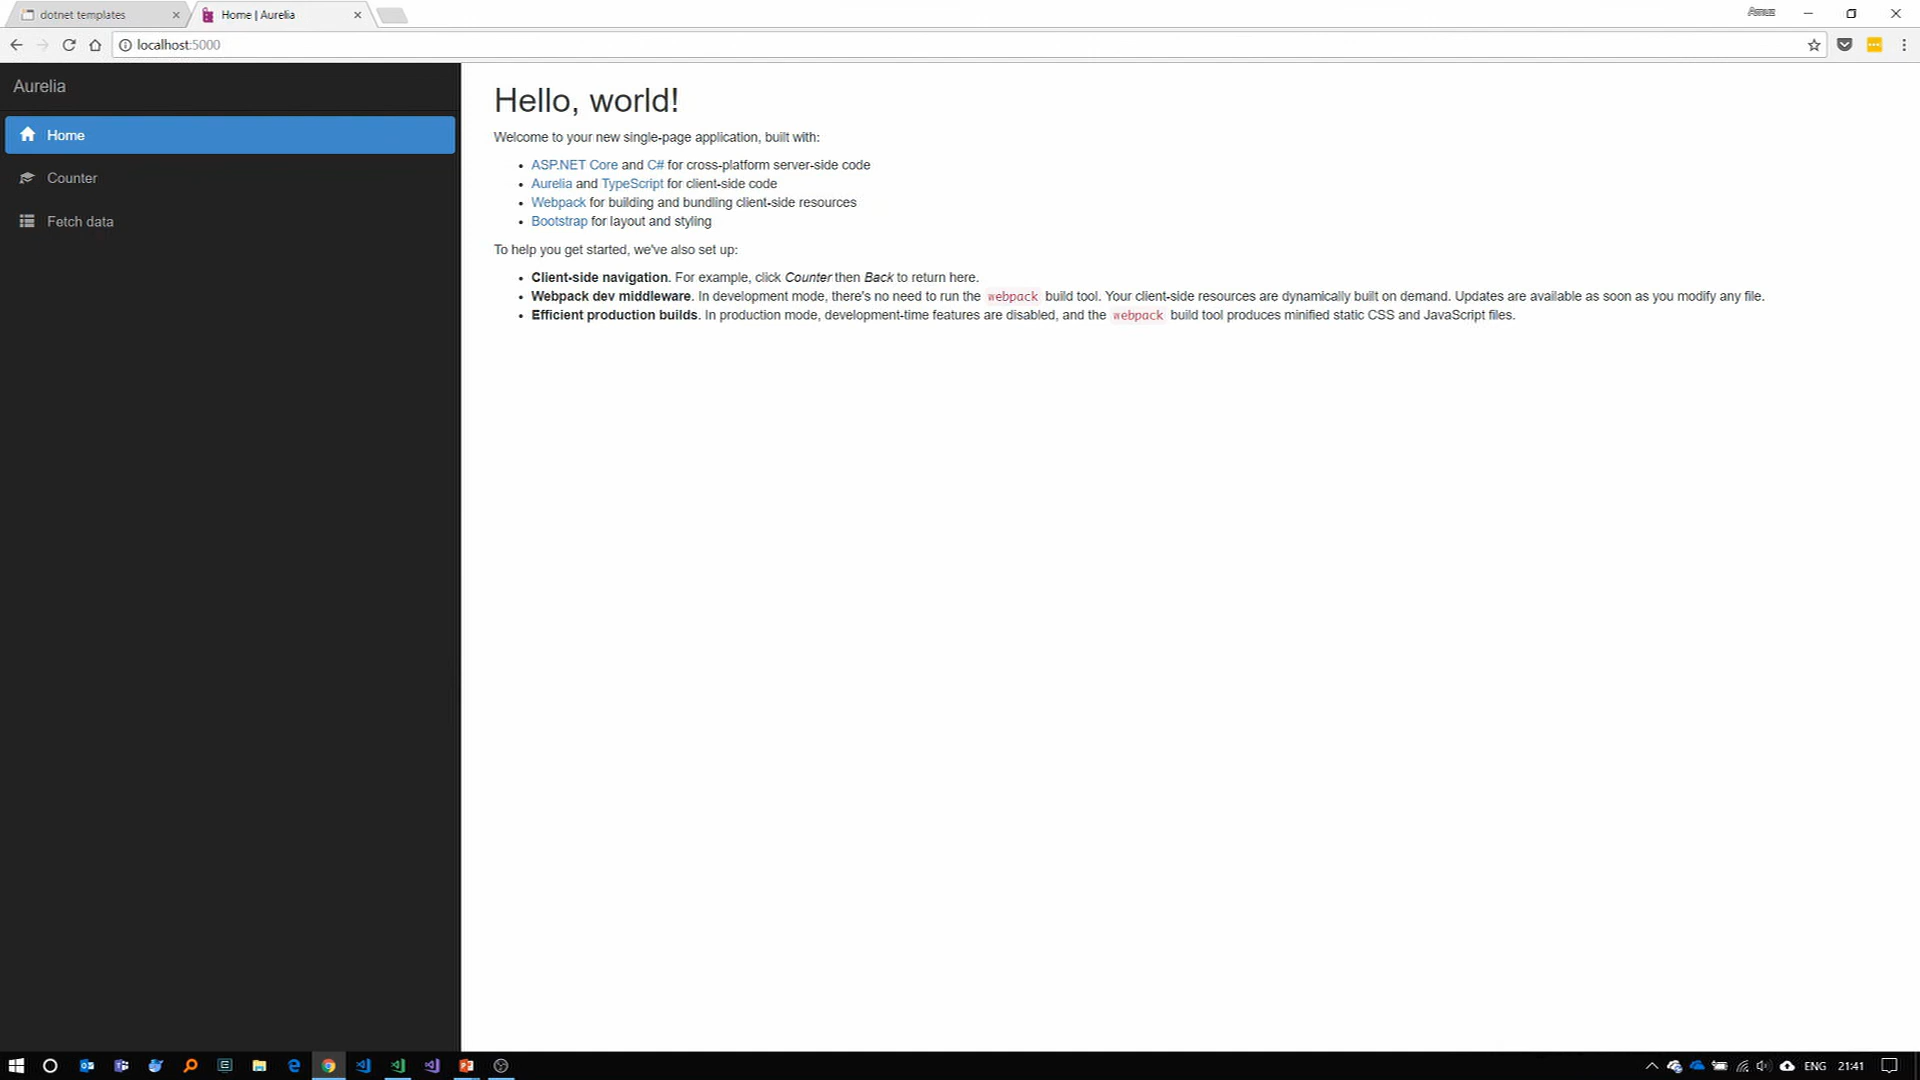 dotnet templates
Home | Aurelia
localhost:5000
Aurelia
Home
Counter
Fetch data
Hello, world!
Welcome to your new single-page application, built with:
ASP.NET Core and C# for cross-platform server-side code
Aurelia and TypeScript for client-side code
Webpack for building and bundling client-side resources
Bootstrap for layout and styling
To help you get started, we've also set up:
Client-side navigation. For example, click Counter then Back to return here.
Webpack dev middleware. In development mode, there's no need to run the webpack build tool. Your client-side resources are dynamically built on demand. Updates are available as soon as you modify any file.
Efficient production builds. In production mode, development-time features are disabled, and the webpack build tool produces minified static CSS and JavaScript files.
ENG
21:41